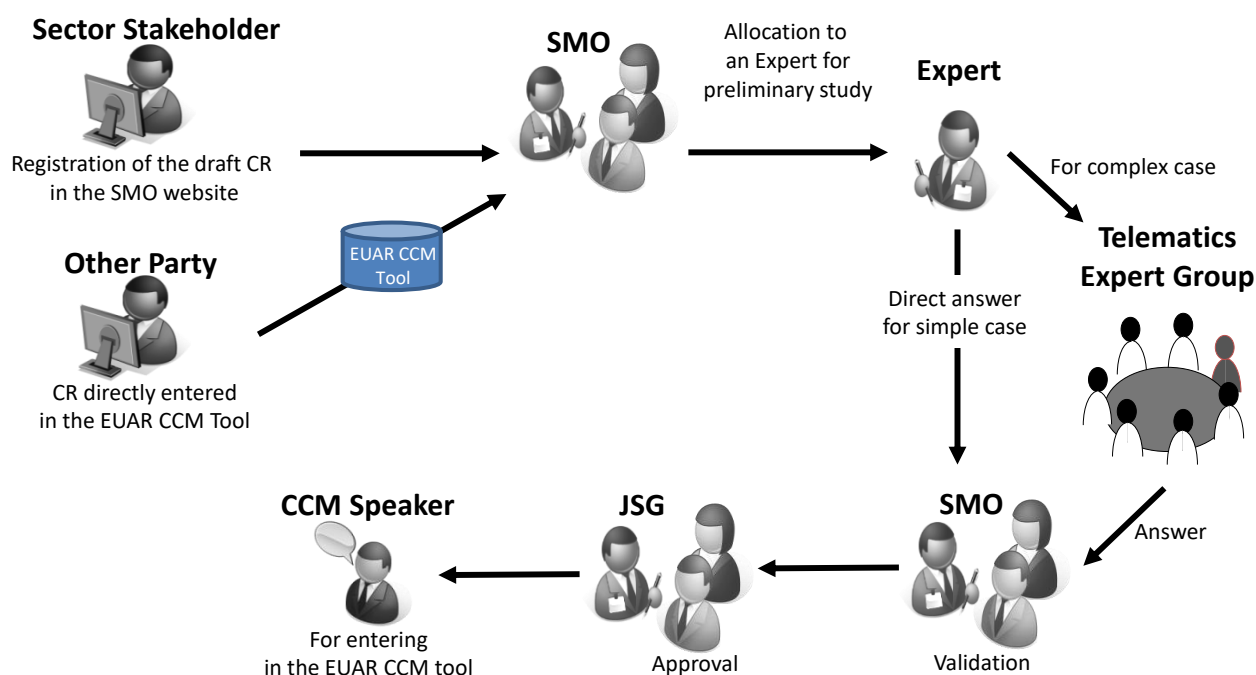 Sector Stakeholder
Registration of the draft CR
in the SMO website
Other Party
CR directly entered
in the EUAR CCM Tool
EUAR CCM
Tool
SMO
Allocation to
an Expert for
preliminary study
Expert
For complex case
Telematics
Expert Group
Direct answer
for simple case
Answer
SMO
Validation
JSG
Approval
CCM Speaker
For entering
in the EUAR CCM tool